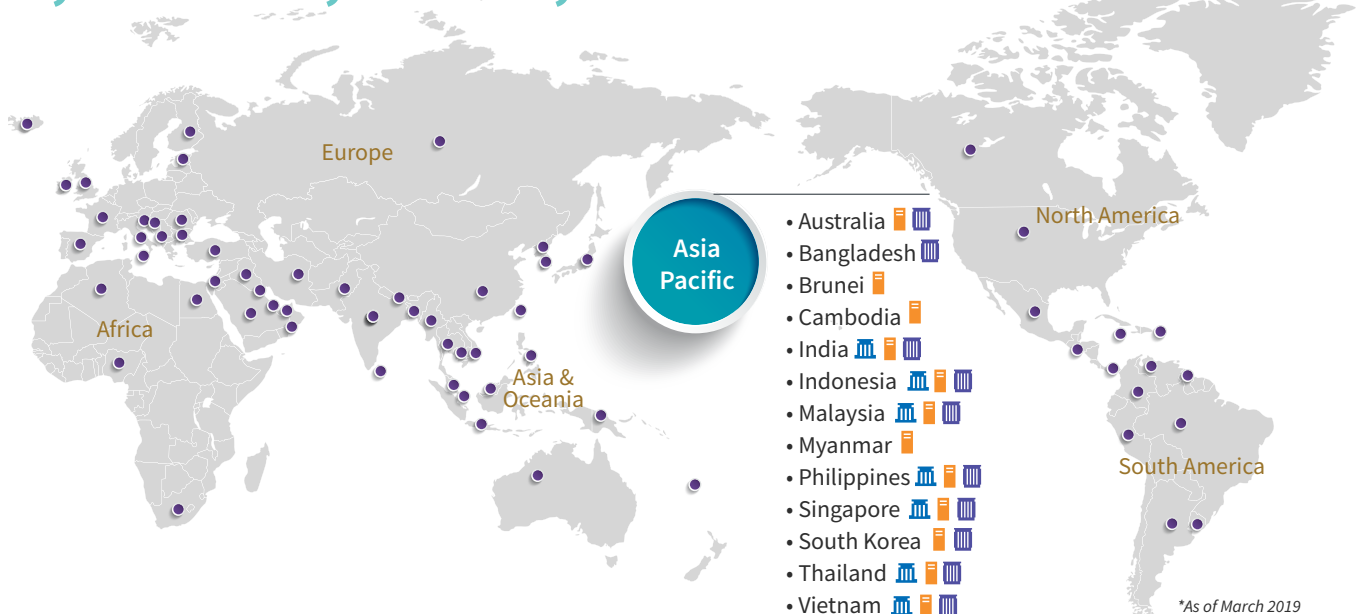 Europe
North America
Africa
Asia &
Oceania
South America
Asia
Pacific
• Australia
• Bangladesh
• Brunei
• Cambodia
• India
• Indonesia
• Malaysia
• Myanmar
• Philippines
• Singapore
• South Korea
• Thailand
• Vietnam
*As of March 2019